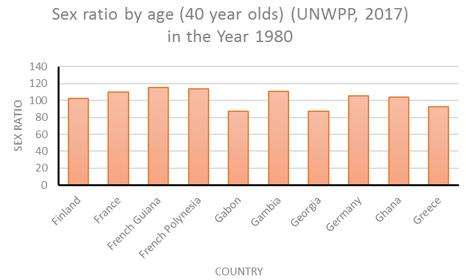 Sex ratio by age (40 year olds) (UNWPP, 2017)
in the Year 1980
SEX RATIO
140
120
100
80
60
40
20
0
Finland
France
French Guiana
French Polynesia
Gabon
Gambia
Georgia
Germany
Ghana
Greece
COUNTRY